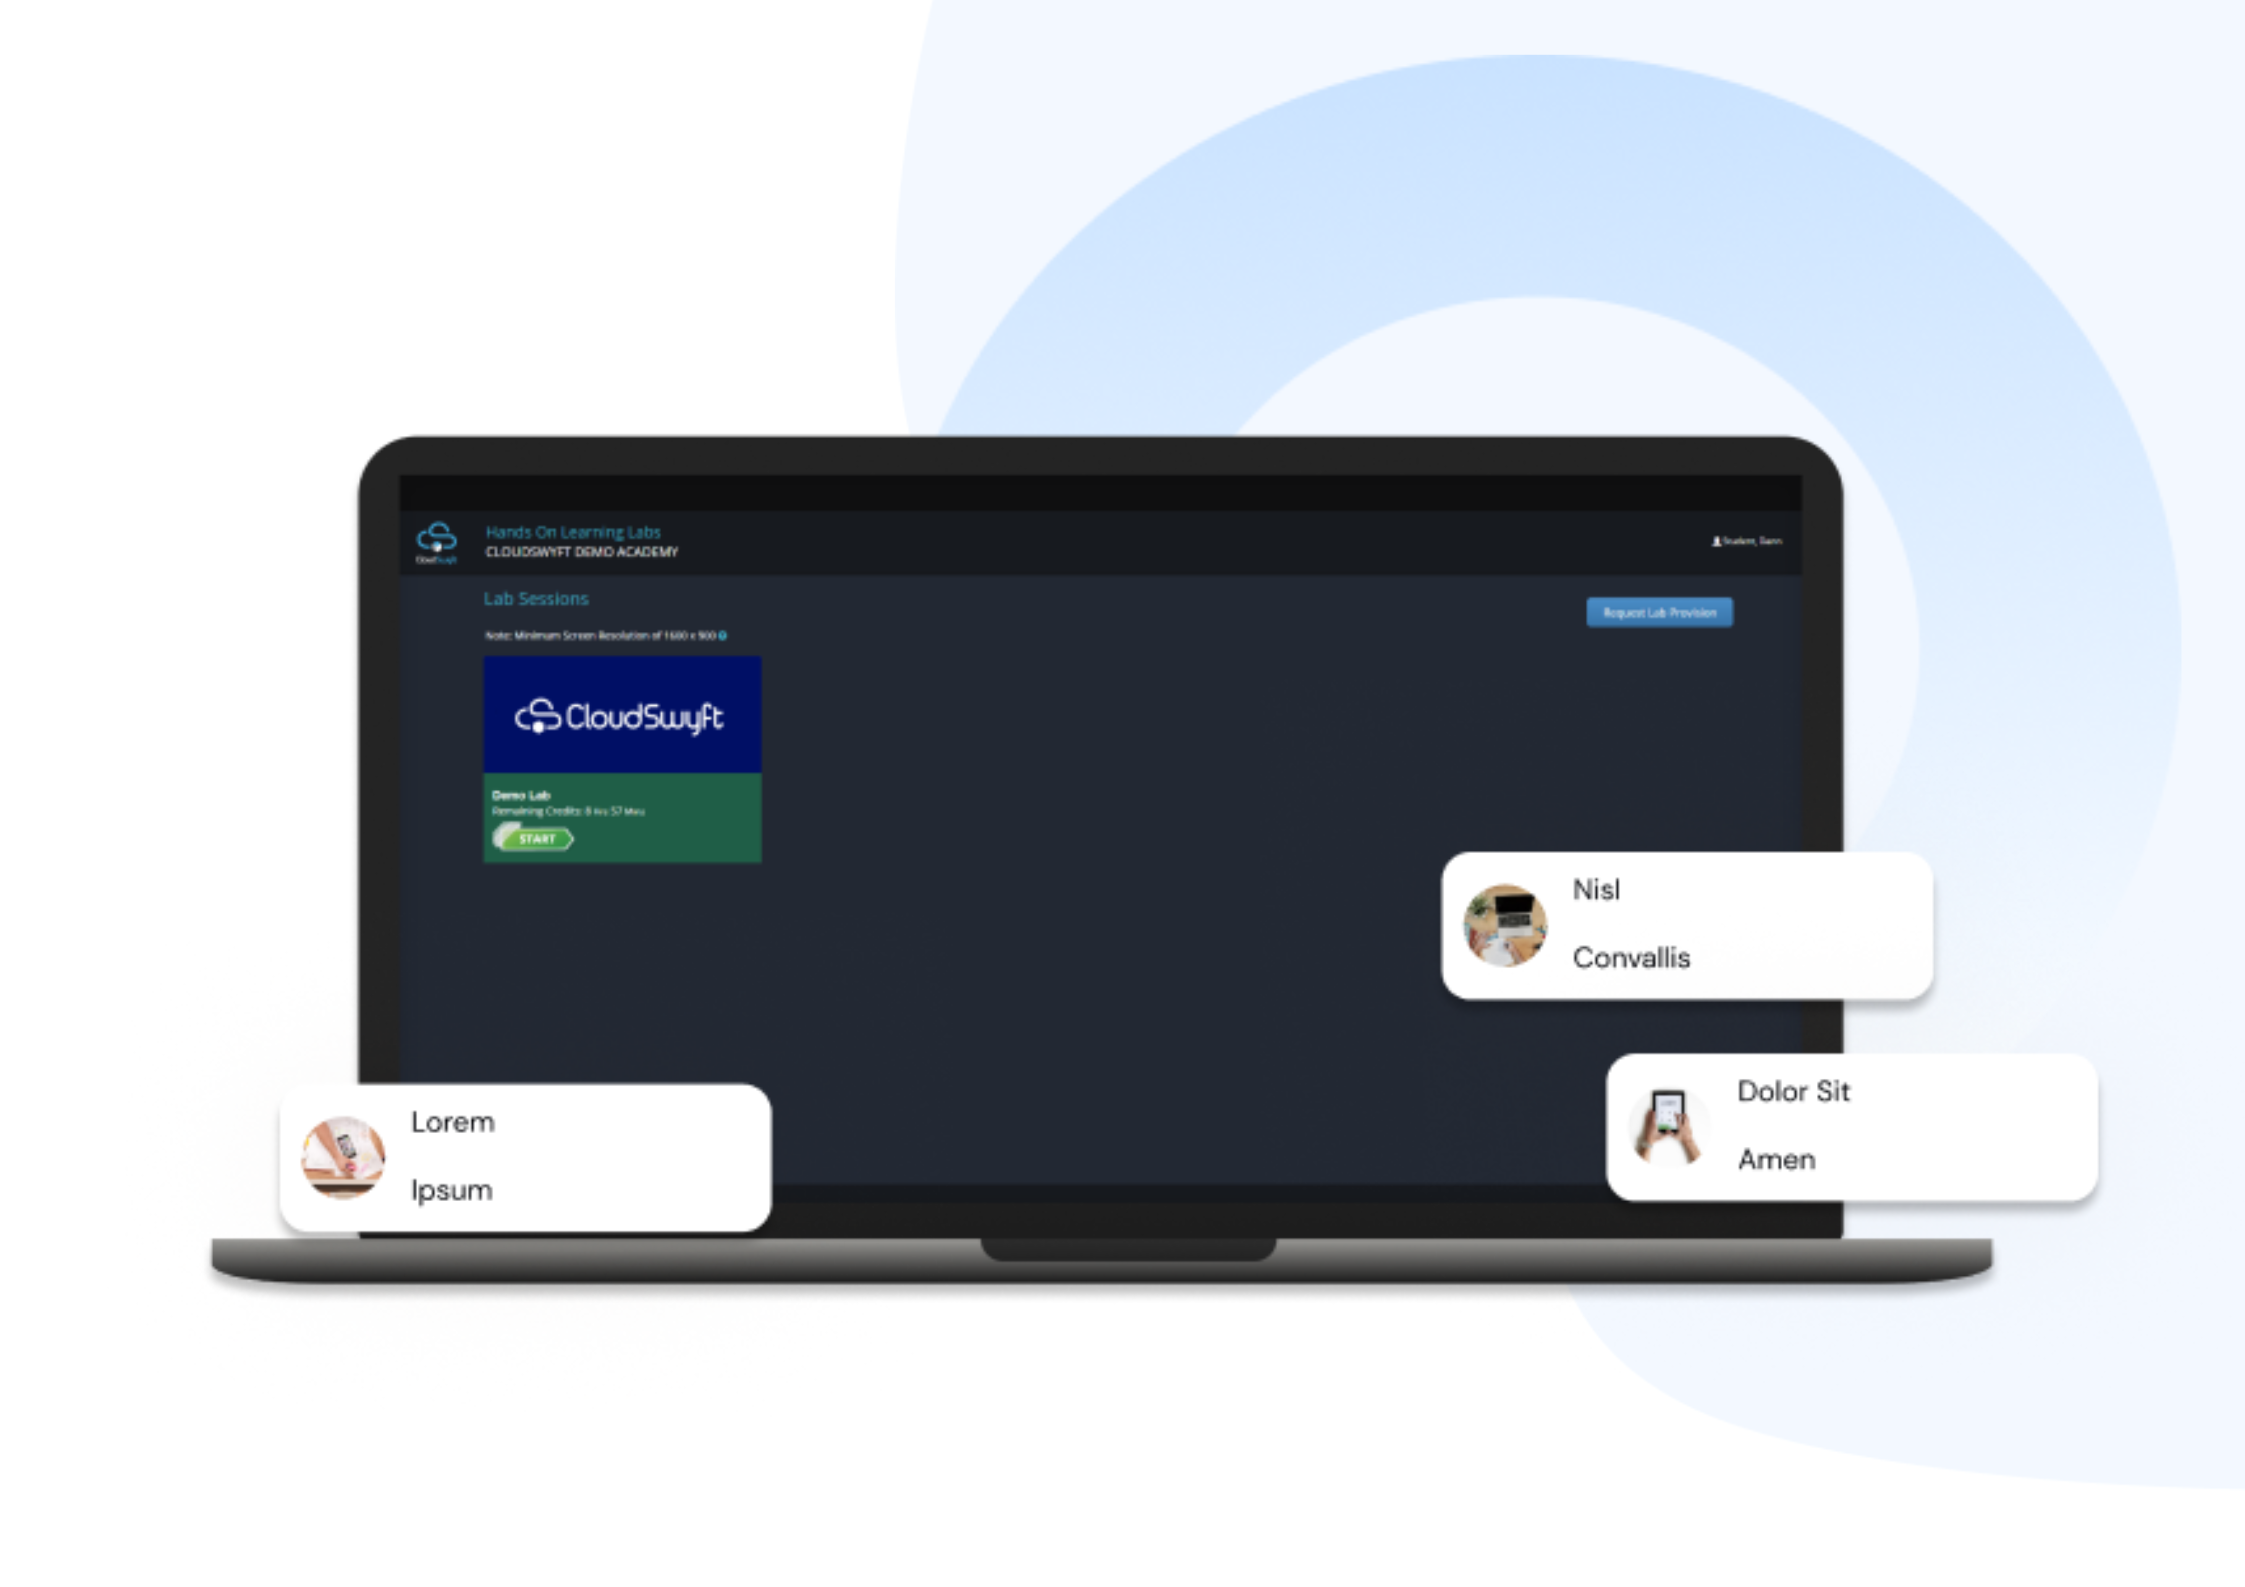 Hands On Learning Labs
CLOUDSWYFT DEMO ACADEMY
CloudSwyft
Student,
Lab Sessions
Request Lab Provision
Note: Minimum Screen Resolution of 1600 x 900
CloudSwyft
Demo Lab
Remaining Credits: 8 Hrs 57 Mins
START
Nisl
Convallis
Dolor Sit
Amen
Lorem
Ipsum